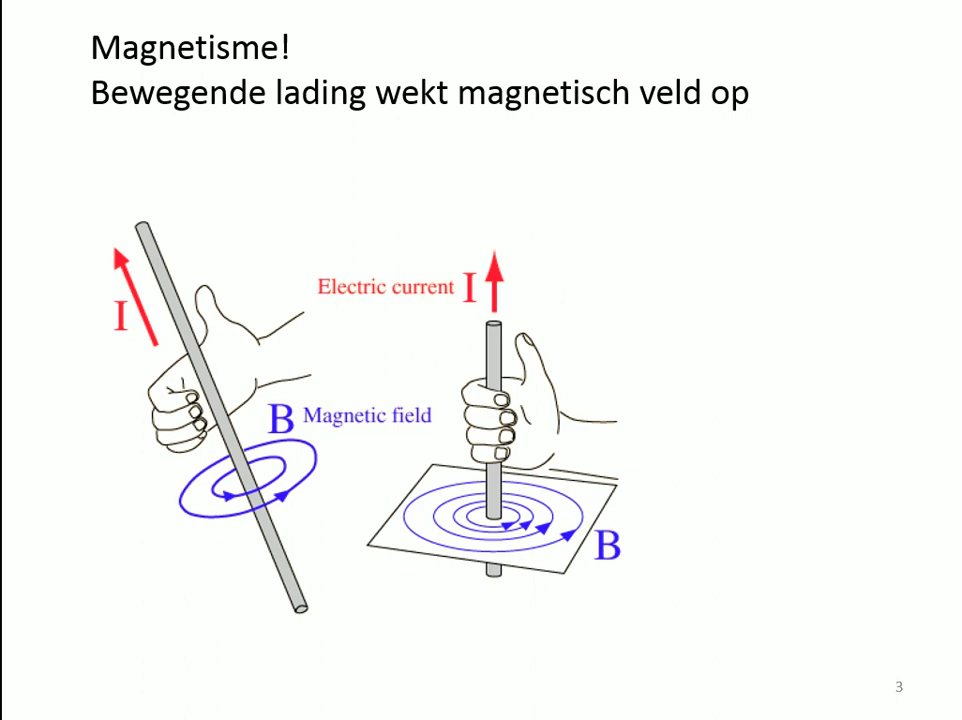 Magnetisme!
Bewegende lading wekt magnetisch veld op
I
Electric current I
B Magnetic field
B
3